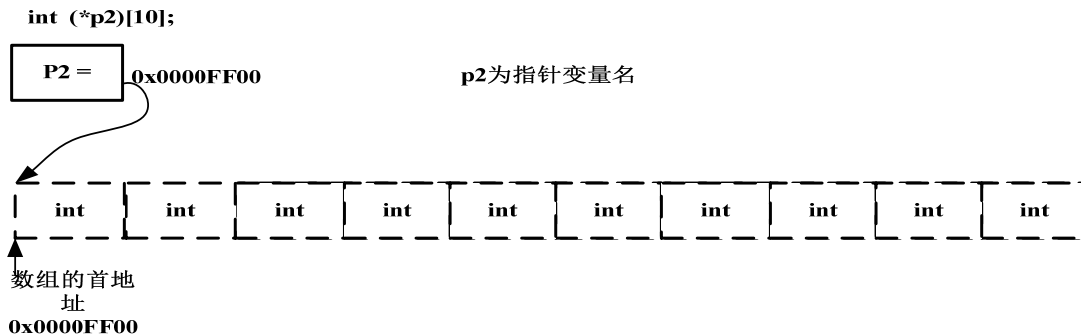 int (*p2)[10];
P2 = 0x0000FF00
p2为指针变量名
int int int int int int int int int int
数组的首地
址
0x0000FF00